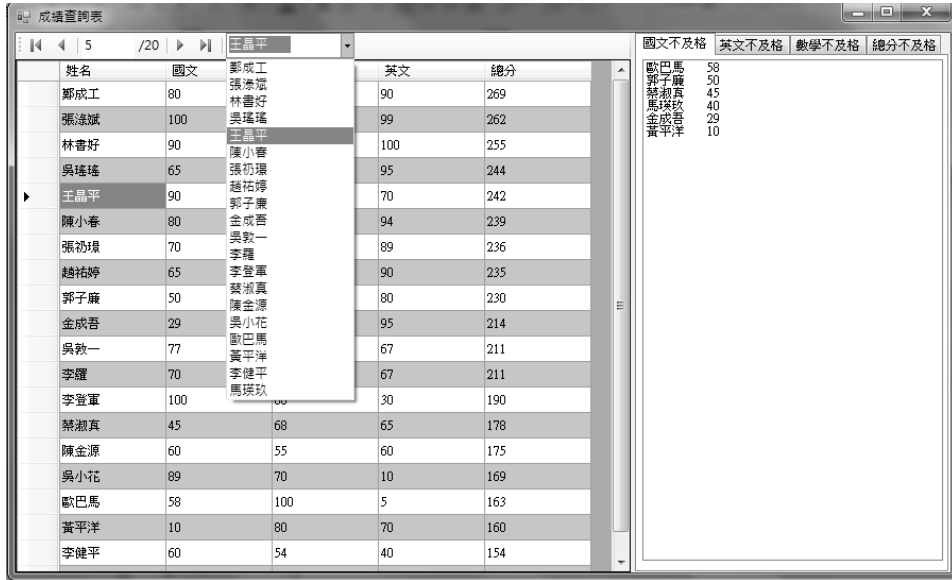 成績查詢表
5 /20 王晶平
國文不及格 英文不及格 數學不及格 總分不及格
姓名 國文 英文 總分
鄭成工 80 90 269
張湶斌 100 99 262
林書好 90 100 255
吳瑤瑤 65 95 244
王晶平 90 70 242
陳小春 80 94 239
張礽璟 70 89 236
趙祐婷 65 90 235
郭子廉 50 80 230
金成吾 29 95 214
吳敦一 77 67 211
李羅 70 67 211
李登軍 100 30 190
蔡淑真 45 68 65 178
陳金源 60 55 60 175
吳小花 89 70 10 169
歐巴馬 58 100 5 163
黃平洋 10 80 70 160
李健平 60 54 40 154
鄭成工
張湶斌
林書好
吳瑤瑤
王晶平
陳小春
張礽璟
趙祐婷
郭子廉
金成吾
吳敦一
李羅
李登軍
蔡淑真
陳金源
吳小花
歐巴馬
黃平洋
李健平
馬瑛玖
歐巴馬 58
郭子廉 50
蔡淑真 45
馬瑛玖 40
金成吾 29
黃平洋 10